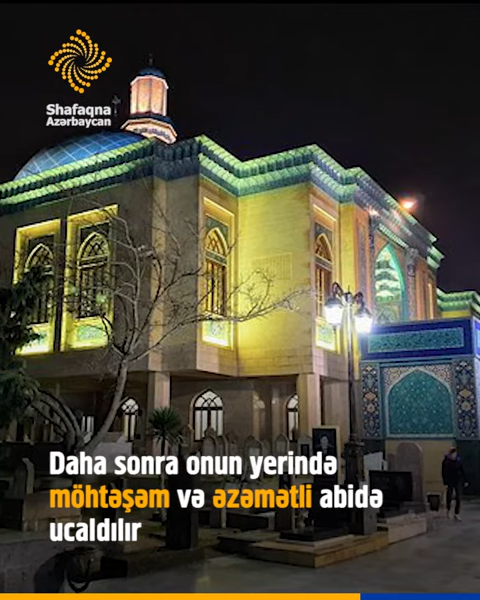 Shafaqna
Azərbaycan
Daha sonra onun yerində
möhtəşəm və əzəmətli abidə
ucaldılır